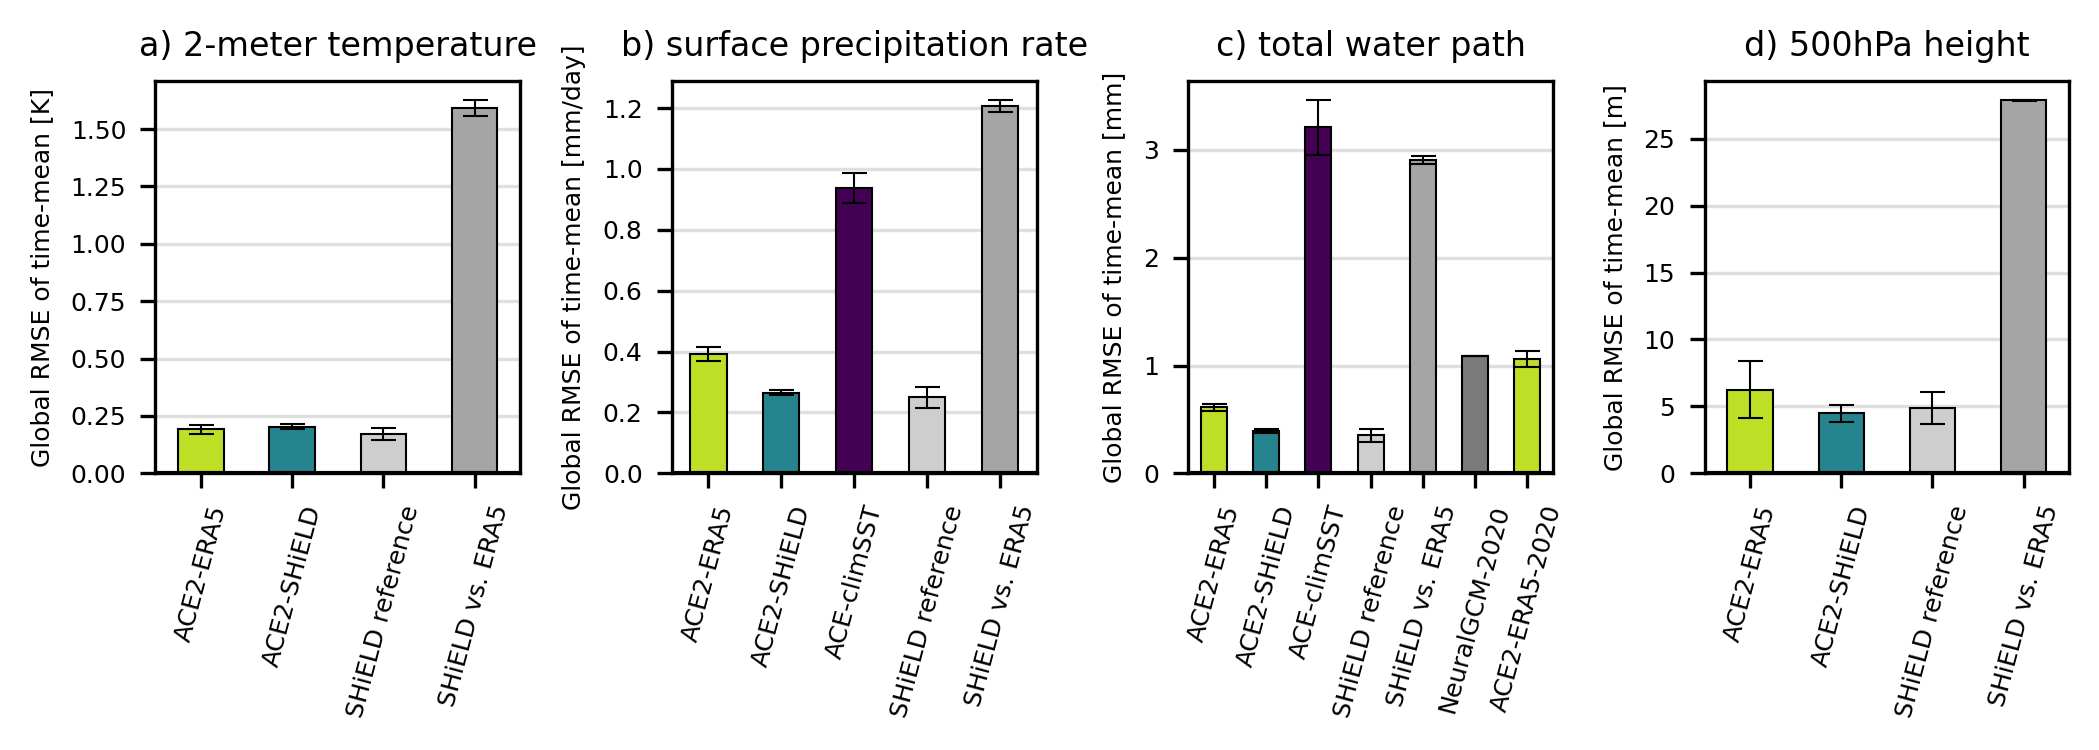 a) 2-meter temperature
Global RMSE of time-mean [K]
1.50
1.25
1.00
0.75
0.50
0.25
0.00
ACE2-ERA5
ACE2-SHiELD
SHiELD reference
SHiELD vs. ERA5
b) surface precipitation rate
Global RMSE of time-mean [mm/day]
1.2
1.0
0.8
0.6
0.4
0.2
0.0
ACE2-ERA5
ACE2-SHiELD
ACE-climSST
SHiELD reference
SHiELD vs. ERA5
c) total water path
Global RMSE of time-mean [mm]
3
2
1
0
ACE2-ERA5
ACE2-SHiELD
ACE-climSST
SHiELD reference
SHiELD vs. ERA5
NeuralGCM-2020
ACE2-ERA5-2020
d) 500hPa height
Global RMSE of time-mean [m]
25
20
15
10
5
0
ACE2-ERA5
ACE2-SHiELD
SHiELD reference
SHiELD vs. ERA5